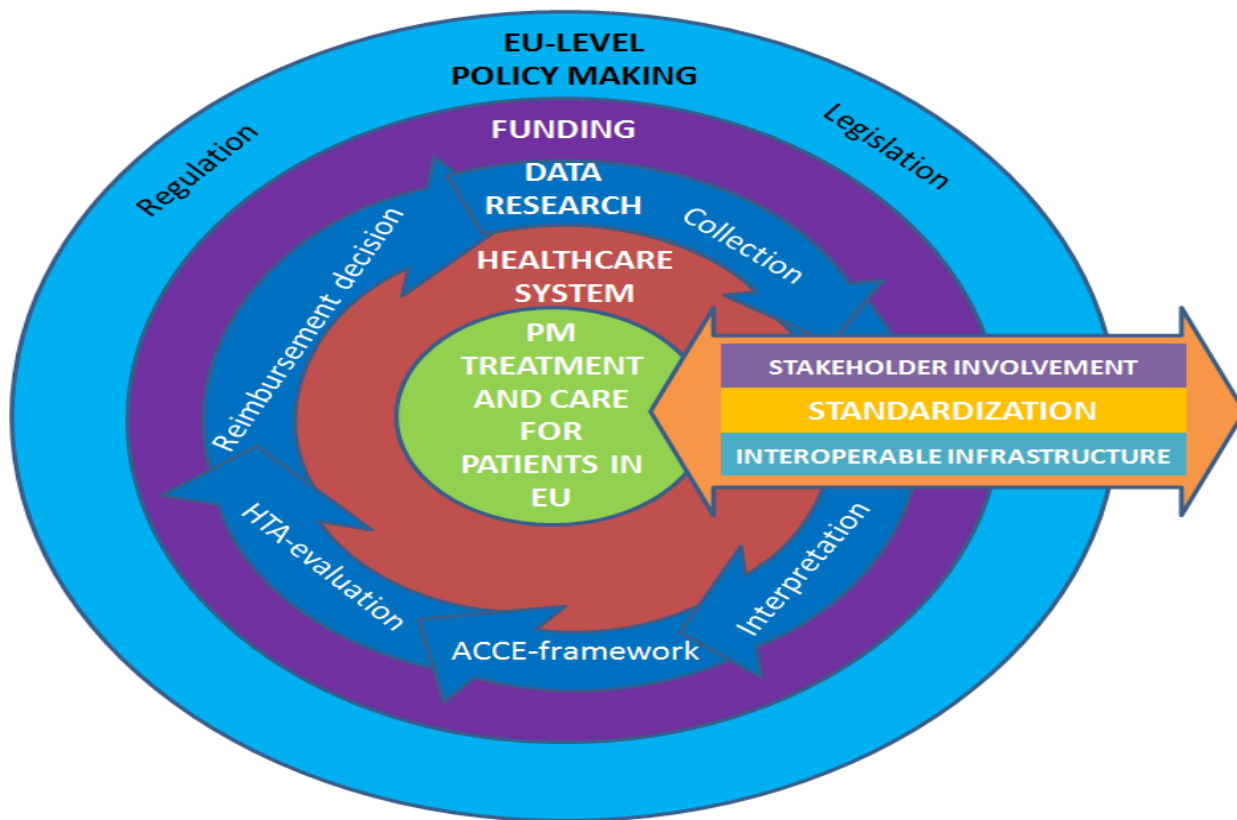 EU-LEVEL
POLICY MAKING
Regulation
Legislation
FUNDING
DATA
RESEARCH
Collection
Reimbursement decision
HEALTHCARE
SYSTEM
PM
TREATMENT
AND CARE
FOR
PATIENTS IN
EU
STAKEHOLDER INVOLVEMENT
STANDARDIZATION
INTEROPERABLE INFRASTRUCTURE
HTA-evaluation
Interpretation
ACCE-framework